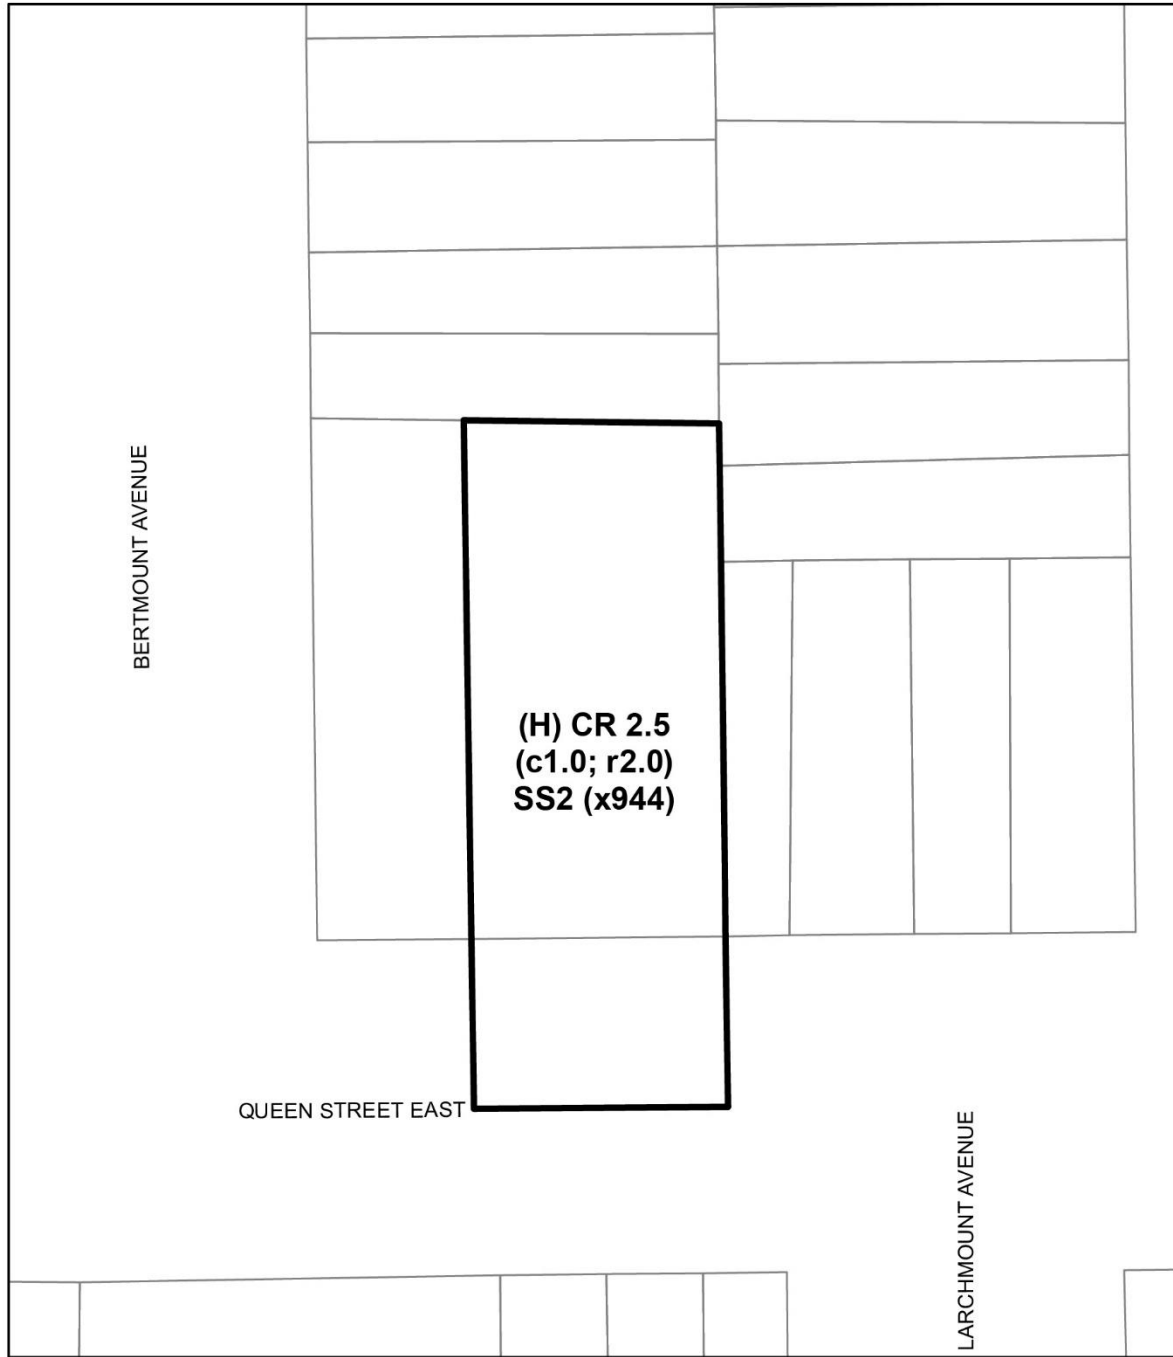 BERTMOUNT AVENUE
(H) CR 2.5
(c1.0; r2.0)
SS2 (x944)
QUEEN STREET EAST
LARCHMOUNT AVENUE